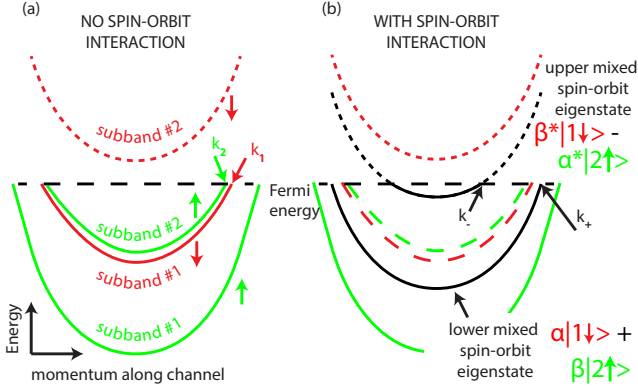 (a)
NO SPIN-ORBIT
INTERACTION
subband #2
k₂
k₁
subband #2
subband #1
subband #1
Energy
momentum along channel
Fermi
energy
(b)
WITH SPIN-ORBIT
INTERACTION
upper mixed
spin-orbit
eigenstate
β*|1↓> -
α*|2↑>
k₋
k₊
lower mixed
spin-orbit
eigenstate
α|1↓> +
β|2↑>